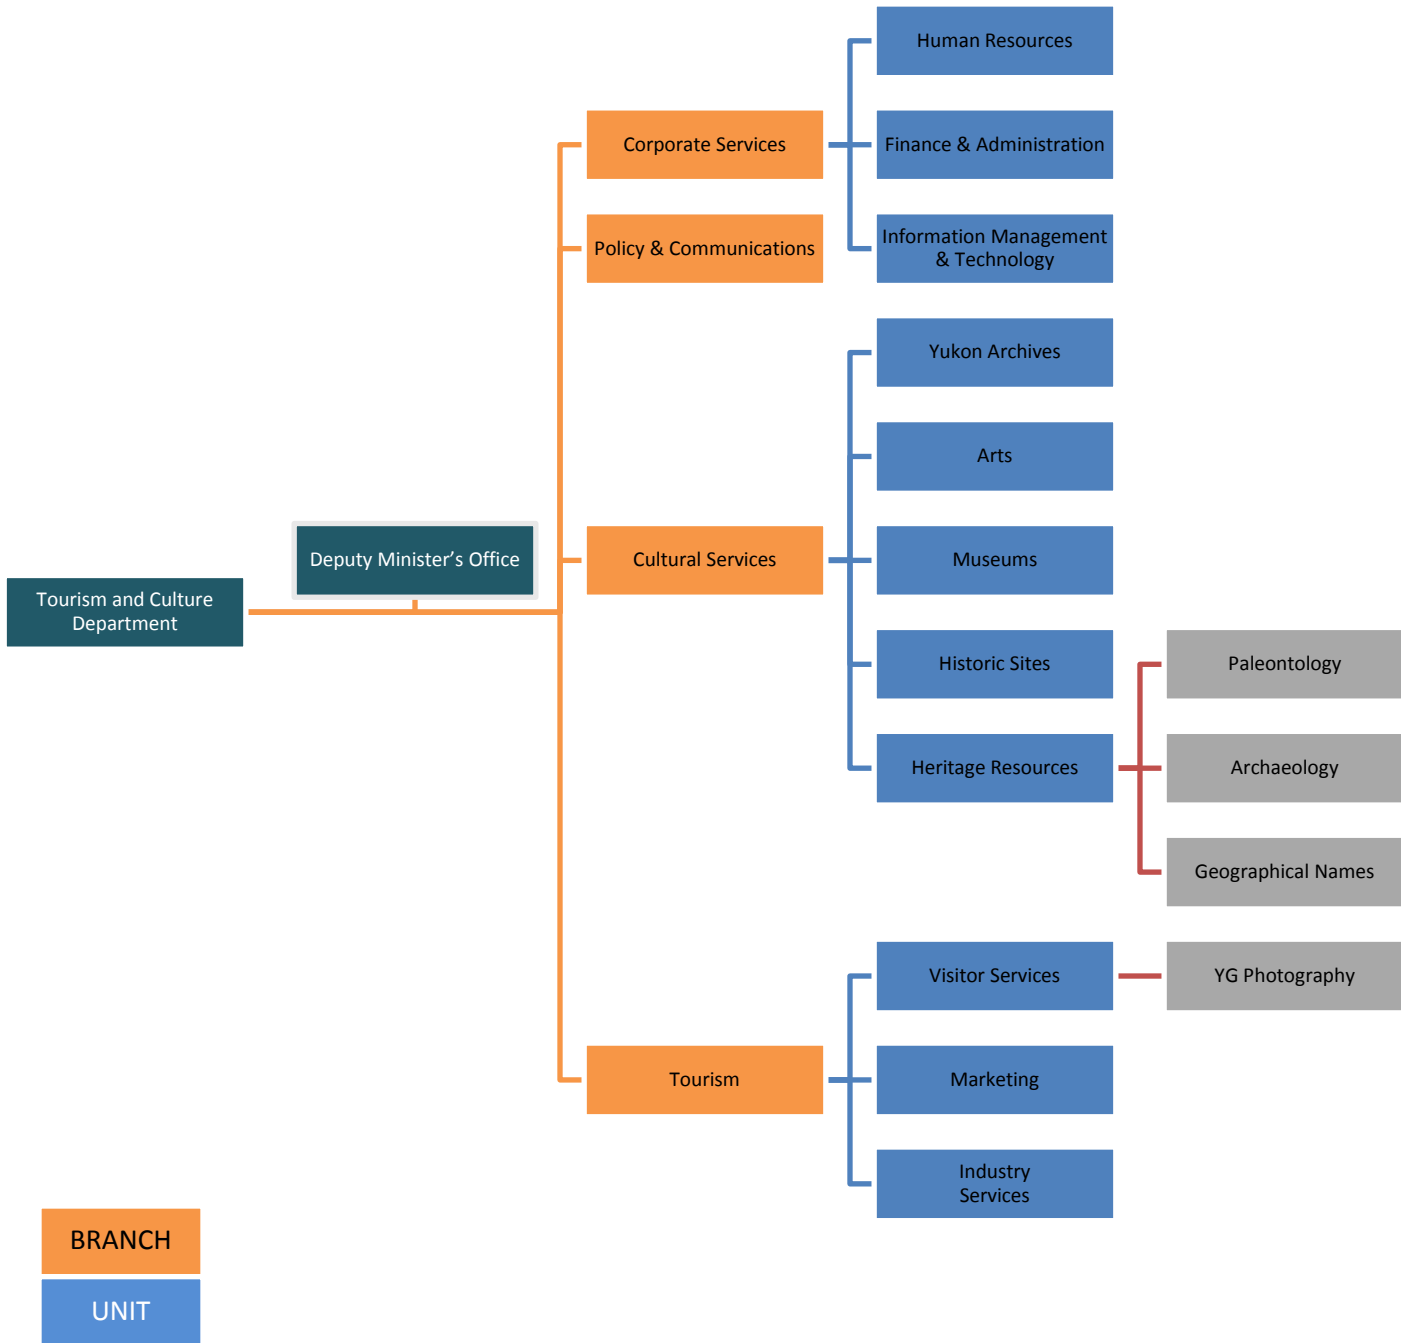 Human Resources
Corporate Services
Finance & Administration
Policy & Communications
Information Management
& Technology
Yukon Archives
Arts
Deputy Minister’s Office
Cultural Services
Museums
Tourism and Culture
Department
Historic Sites
Paleontology
Heritage Resources
Archaeology
Geographical Names
Visitor Services
YG Photography
Tourism
Marketing
Industry
Services
BRANCH
UNIT